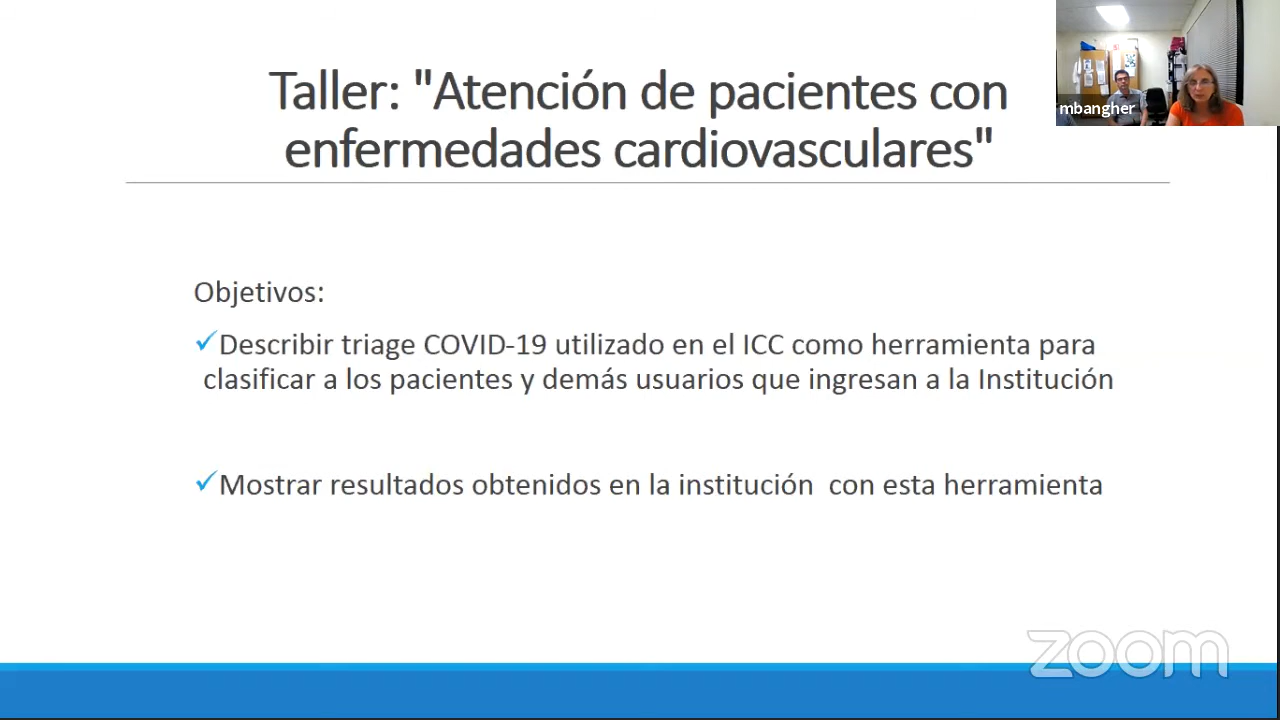 Taller: "Atención de pacientes con
enfermedades cardiovasculares"
mbangher
Objetivos:
✓Describir triage COVID-19 utilizado en el ICC como herramienta para
clasificar a los pacientes y demás usuarios que ingresan a la Institución
✓Mostrar resultados obtenidos en la institución con esta herramienta
zoom